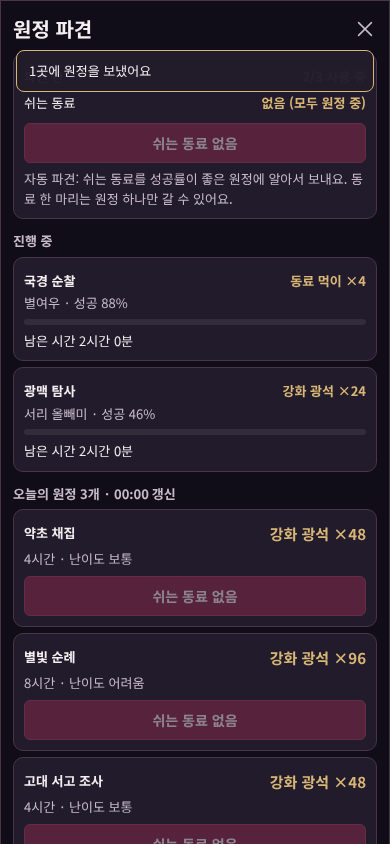 원정 파견
1곳에 원정을 보냈어요
쉬는 동료
없음 (모두 원정 중)
쉬는 동료 없음
자동 파견: 쉬는 동료를 성공률이 좋은 원정에 알아서 보내요. 동
료 한 마리는 원정 하나만 갈 수 있어요.
진행 중
국경 순찰
동료 먹이 ×4
별여우 · 성공 88%
남은 시간 2시간 0분
광맥 탐사
강화 광석 ×24
서리 올빼미 · 성공 46%
남은 시간 2시간 0분
오늘의 원정 3개 · 00:00 갱신
약초 채집
강화 광석 ×48
4시간 · 난이도 보통
쉬는 동료 없음
별빛 순례
강화 광석 ×96
8시간 · 난이도 어려움
쉬는 동료 없음
고대 서고 조사
강화 광석 ×48
4시간 · 난이도 보통
쉬는 동료 없음